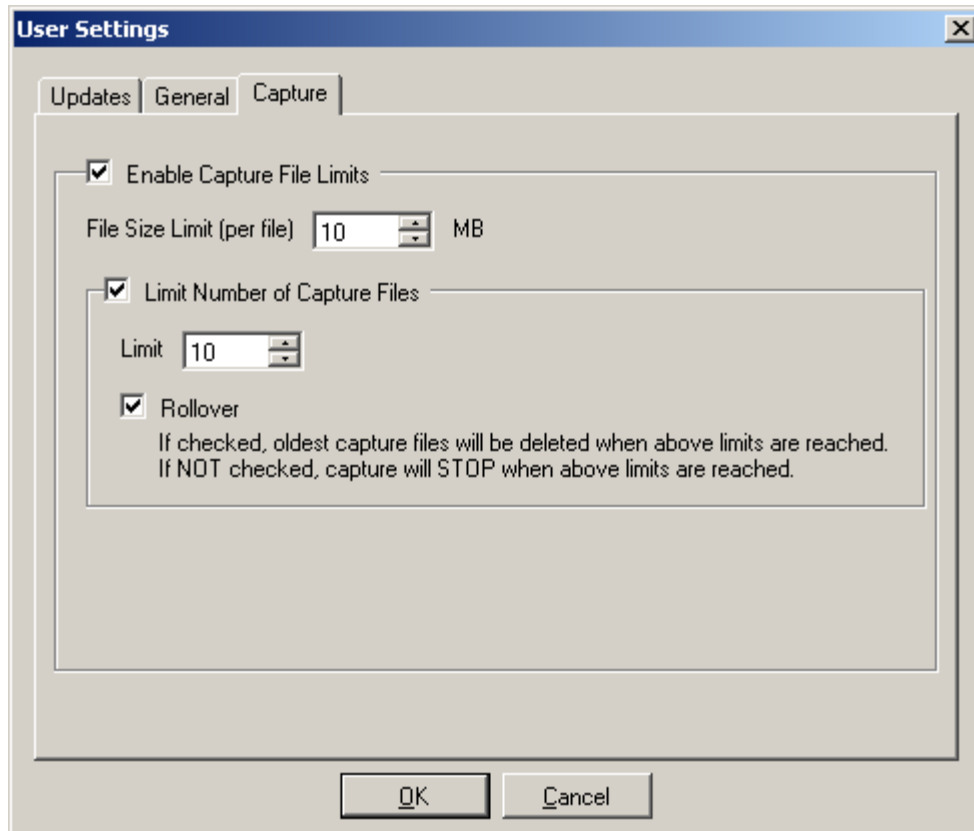 User Settings
Updates General Capture
Enable Capture File Limits
File Size Limit (per file) 10 MB
Limit Number of Capture Files
Limit 10
Rollover
If checked, oldest capture files will be deleted when above limits are reached.
If NOT checked, capture will STOP when above limits are reached.
OK Cancel